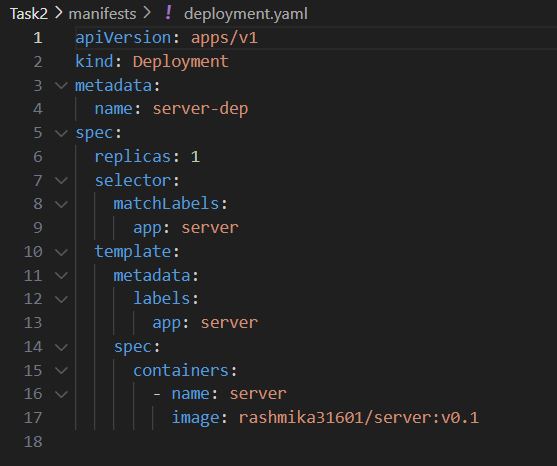 Task2 > manifests > ! deployment.yaml
1 apiVersion: apps/v1
2 kind: Deployment
3 metadata:
4   name: server-dep
5 spec:
6   replicas: 1
7   selector:
8     matchLabels:
9       app: server
10   template:
11     metadata:
12       labels:
13         app: server
14     spec:
15       containers:
16         - name: server
17           image: rashmika31601/server:v0.1
18